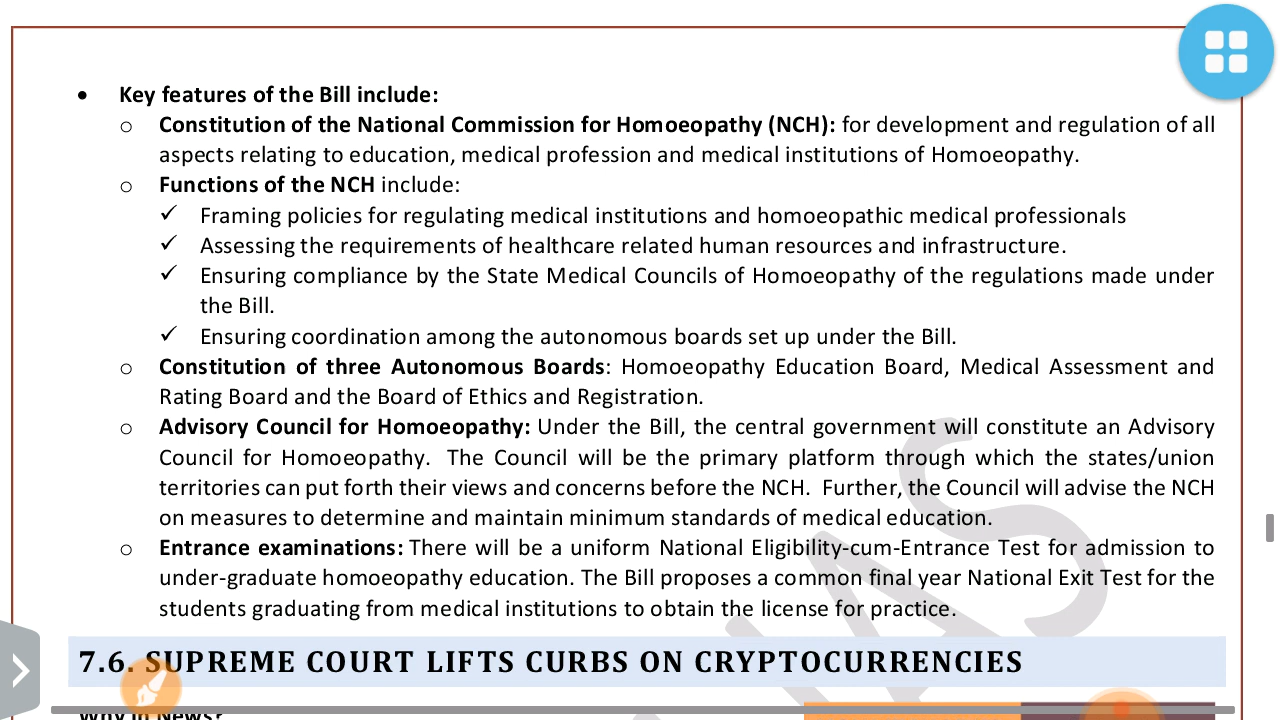 • Key features of the Bill include:
o Constitution of the National Commission for Homoeopathy (NCH): for development and regulation of all
aspects relating to education, medical profession and medical institutions of Homoeopathy.
o Functions of the NCH include:
✓ Framing policies for regulating medical institutions and homoeopathic medical professionals
✓ Assessing the requirements of healthcare related human resources and infrastructure.
✓ Ensuring compliance by the State Medical Councils of Homoeopathy of the regulations made under
the Bill.
✓ Ensuring coordination among the autonomous boards set up under the Bill.
o Constitution of three Autonomous Boards: Homoeopathy Education Board, Medical Assessment and
Rating Board and the Board of Ethics and Registration.
o Advisory Council for Homoeopathy: Under the Bill, the central government will constitute an Advisory
Council for Homoeopathy. The Council will be the primary platform through which the states/union
territories can put forth their views and concerns before the NCH. Further, the Council will advise the NCH
on measures to determine and maintain minimum standards of medical education.
o Entrance examinations: There will be a uniform National Eligibility-cum-Entrance Test for admission to
under-graduate homoeopathy education. The Bill proposes a common final year National Exit Test for the
students graduating from medical institutions to obtain the license for practice.
7.6. SUPREME COURT LIFTS CURBS ON CRYPTOCURRENCIES
Why in News?